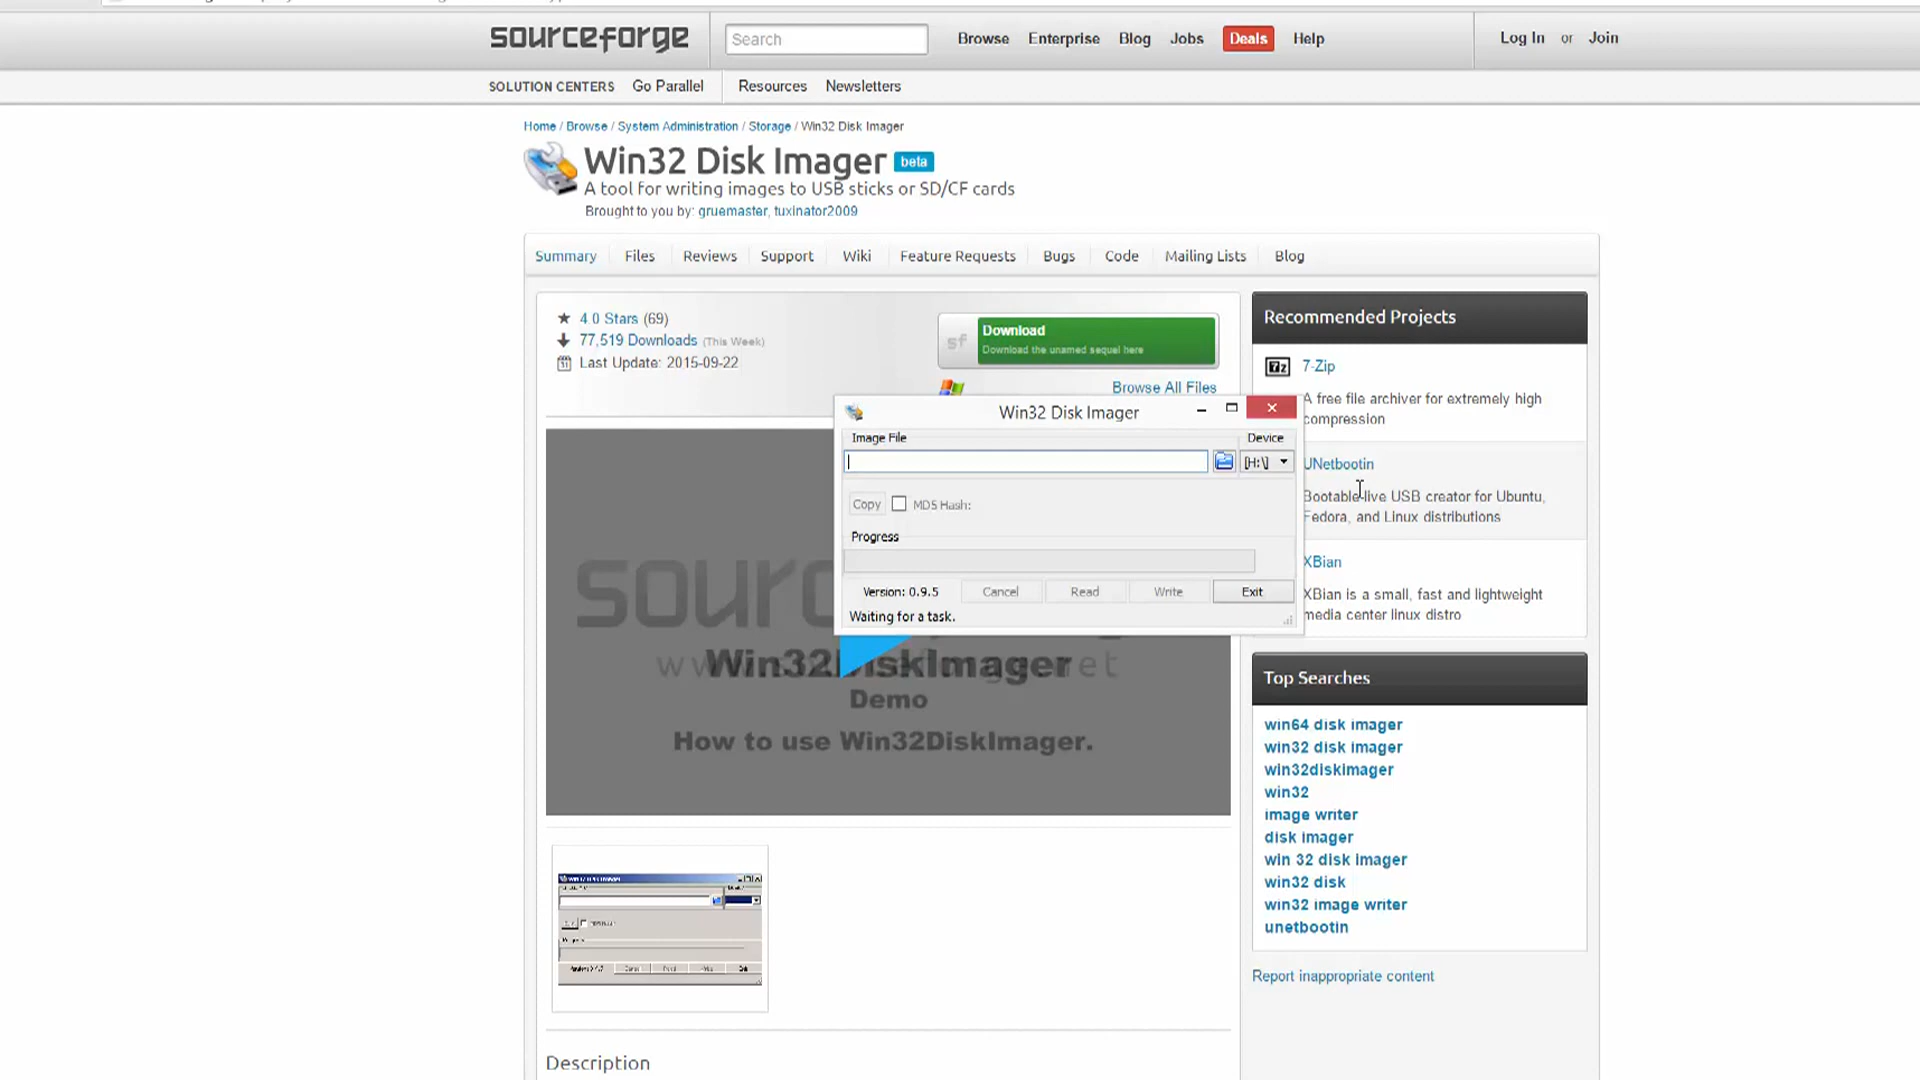 sourceforge
Search
Browse Enterprise Blog Jobs Deals Help
Log In or Join
SOLUTION CENTERS Go Parallel Resources Newsletters
Home / Browse / System Administration / Storage / Win32 Disk Imager
Win32 Disk Imager beta
A tool for writing images to USB sticks or SD/CF cards
Brought to you by: gruemaster, tuxinator2009
Summary Files Reviews Support Wiki Feature Requests Bugs Code Mailing Lists Blog
4.0 Stars (69)
77,519 Downloads (This Week)
Last Update: 2015-09-22
sf
Download
Download the unamed sequel here
Browse All Files
Win32 Disk Imager
Image File Device
[H:\]
Copy MD5 Hash:
Progress
Version: 0.9.5 Cancel Read Write Exit
Waiting for a task.
sourc
Win32DiskImager
Demo
How to use Win32DiskImager.
Description
Recommended Projects
7z 7-Zip
A free file archiver for extremely high
compression
UNetbootin
Bootable live USB creator for Ubuntu,
Fedora, and Linux distributions
XBian
XBian is a small, fast and lightweight
media center linux distro
Top Searches
win64 disk imager
win32 disk imager
win32diskimager
win32
image writer
disk imager
win 32 disk imager
win32 disk
win32 image writer
unetbootin
Report inappropriate content